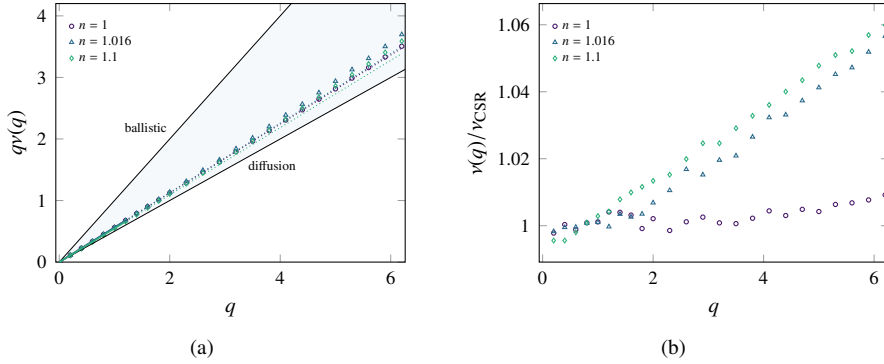 4
3
2
1
0
qν(q)
n = 1
n = 1.016
n = 1.1
ballistic
diffusion
0 2 4 6
q
(a)
1.06
1.04
1.02
1
ν(q)/ν_CSR
n = 1
n = 1.016
n = 1.1
0 2 4 6
q
(b)